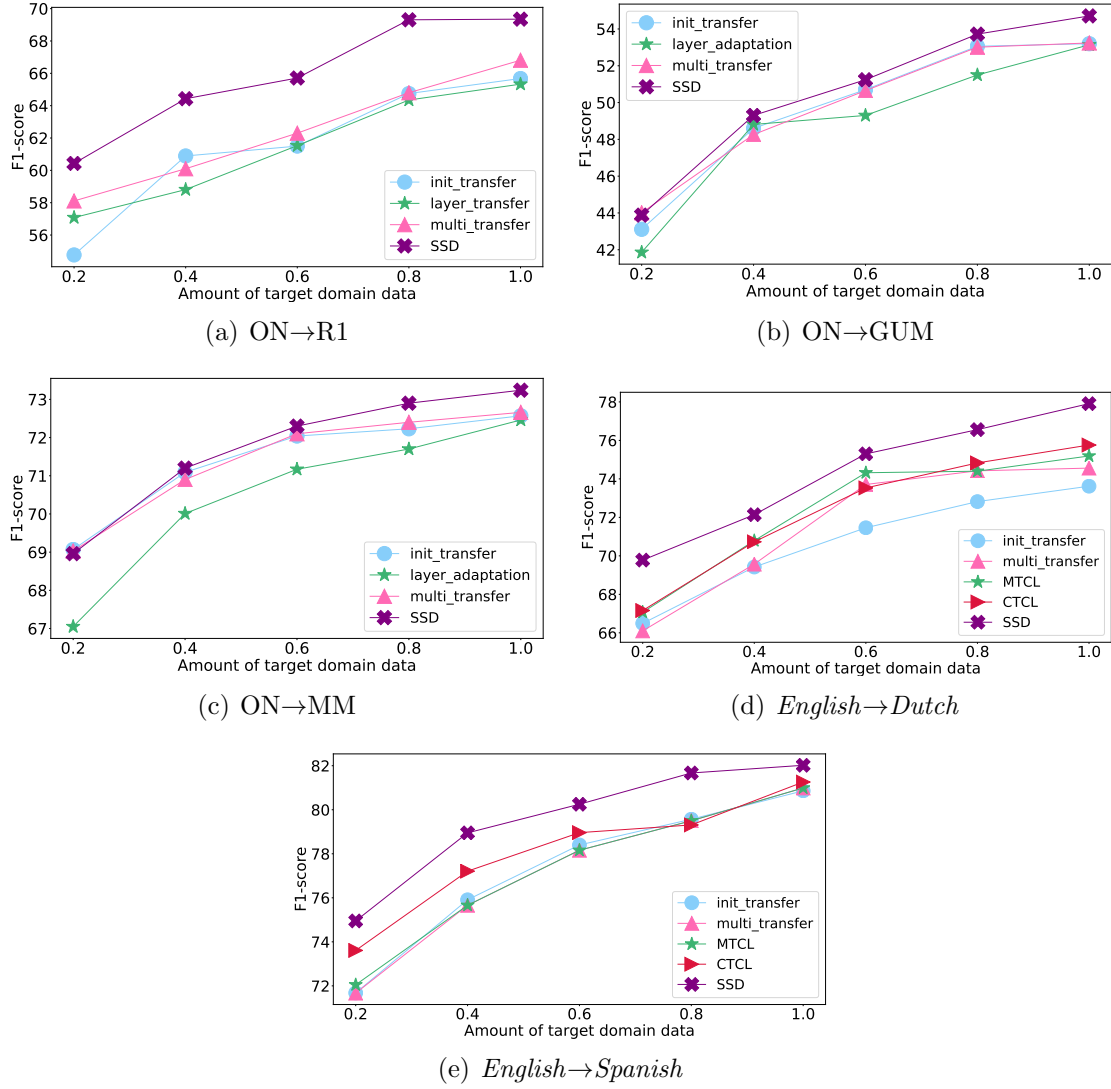 70
68
66
64
62
60
58
56
F1-score
0.2 0.4 0.6 0.8 1.0
Amount of target domain data
init_transfer
layer_transfer
multi_transfer
SSD
(a) ON→R1
54
52
50
48
46
44
42
F1-score
0.2 0.4 0.6 0.8 1.0
Amount of target domain data
init_transfer
layer_adaptation
multi_transfer
SSD
(b) ON→GUM
73
72
71
70
69
68
67
F1-score
0.2 0.4 0.6 0.8 1.0
Amount of target domain data
init_transfer
layer_adaptation
multi_transfer
SSD
(c) ON→MM
78
76
74
72
70
68
66
F1-score
0.2 0.4 0.6 0.8 1.0
Amount of target domain data
init_transfer
multi_transfer
MTCL
CTCL
SSD
(d) English→Dutch
82
80
78
76
74
72
F1-score
0.2 0.4 0.6 0.8 1.0
Amount of target domain data
init_transfer
multi_transfer
MTCL
CTCL
SSD
(e) English→Spanish